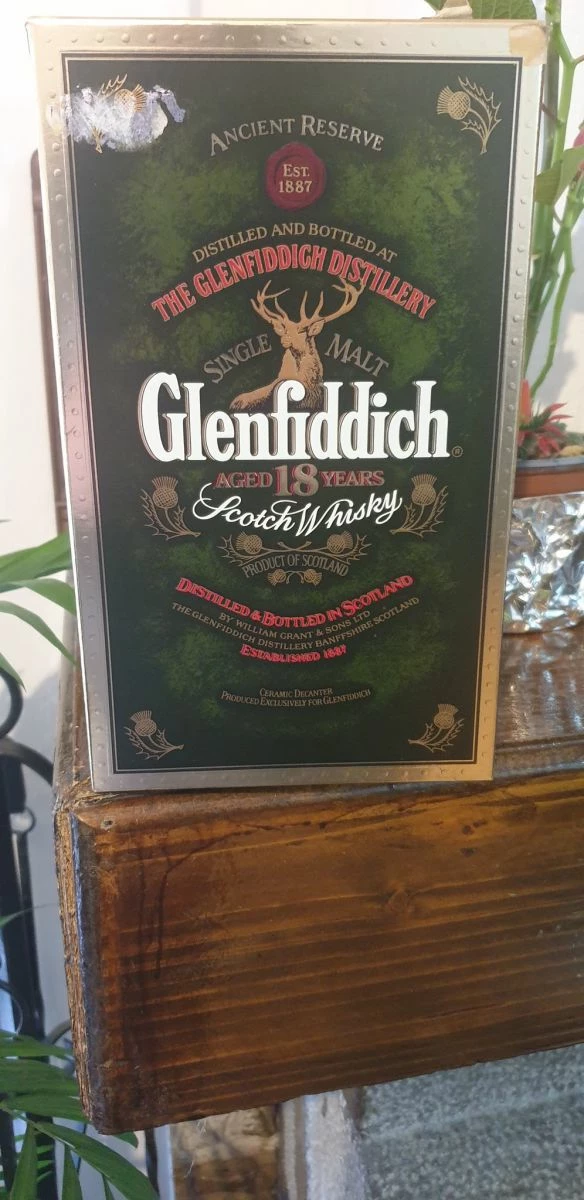 ANCIENT RESERVE
EST.
1887
DISTILLED AND BOTTLED AT
THE GLENFIDDICH DISTILLERY
SINGLE MALT
Glenfiddich®
AGED 18 YEARS
Scotch Whisky
PRODUCT OF SCOTLAND
DISTILLED & BOTTLED IN SCOTLAND
BY WILLIAM GRANT & SONS LTD
THE GLENFIDDICH DISTILLERY BANFFSHIRE SCOTLAND
ESTABLISHED 1887
CERAMIC DECANTER
PRODUCED EXCLUSIVELY FOR GLENFIDDICH